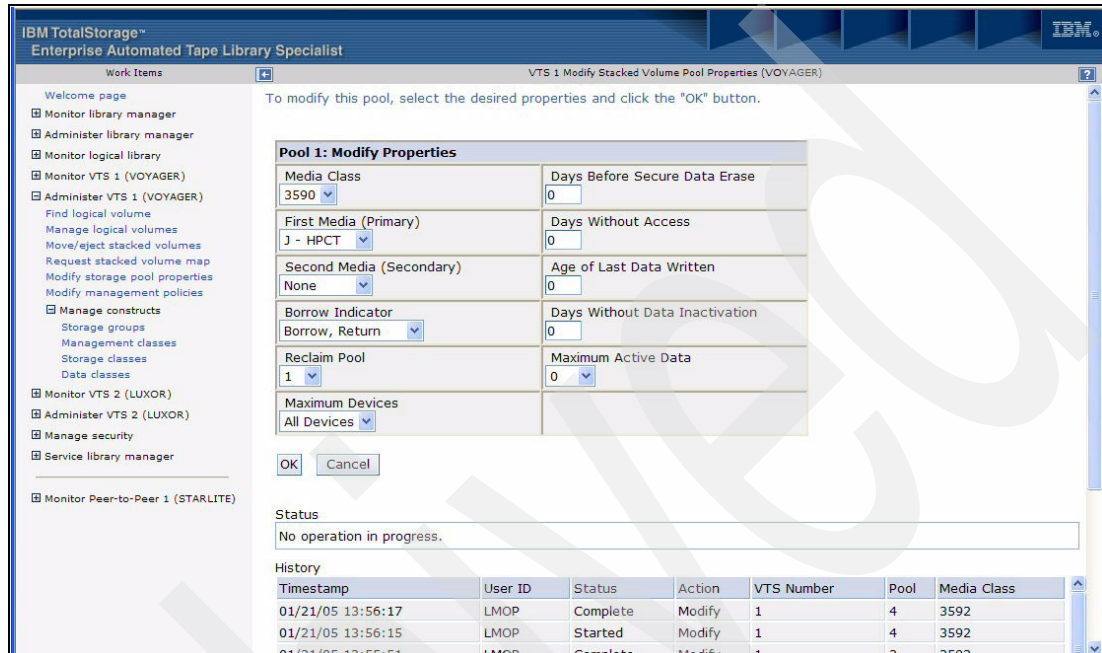 IBM TotalStorage™
Enterprise Automated Tape Library Specialist
IBM®
Work Items
VTS 1 Modify Stacked Volume Pool Properties (VOYAGER)
?
Welcome page
Monitor library manager
Administer library manager
Monitor logical library
Monitor VTS 1 (VOYAGER)
Administer VTS 1 (VOYAGER)
Find logical volume
Manage logical volumes
Move/eject stacked volumes
Request stacked volume map
Modify storage pool properties
Modify management policies
Manage constructs
Storage groups
Management classes
Storage classes
Data classes
Monitor VTS 2 (LUXOR)
Administer VTS 2 (LUXOR)
Manage security
Service library manager
Monitor Peer-to-Peer 1 (STARLITE)
To modify this pool, select the desired properties and click the "OK" button.
Pool 1: Modify Properties
Media Class
3590
Days Before Secure Data Erase
0
First Media (Primary)
J - HPCT
Days Without Access
0
Second Media (Secondary)
None
Age of Last Data Written
0
Borrow Indicator
Borrow, Return
Days Without Data Inactivation
0
Reclaim Pool
1
Maximum Active Data
0
Maximum Devices
All Devices
OK Cancel
Status
No operation in progress.
History
Timestamp User ID Status Action VTS Number Pool Media Class
01/21/05 13:56:17 LMOP Complete Modify 1 4 3592
01/21/05 13:56:15 LMOP Started Modify 1 4 3592